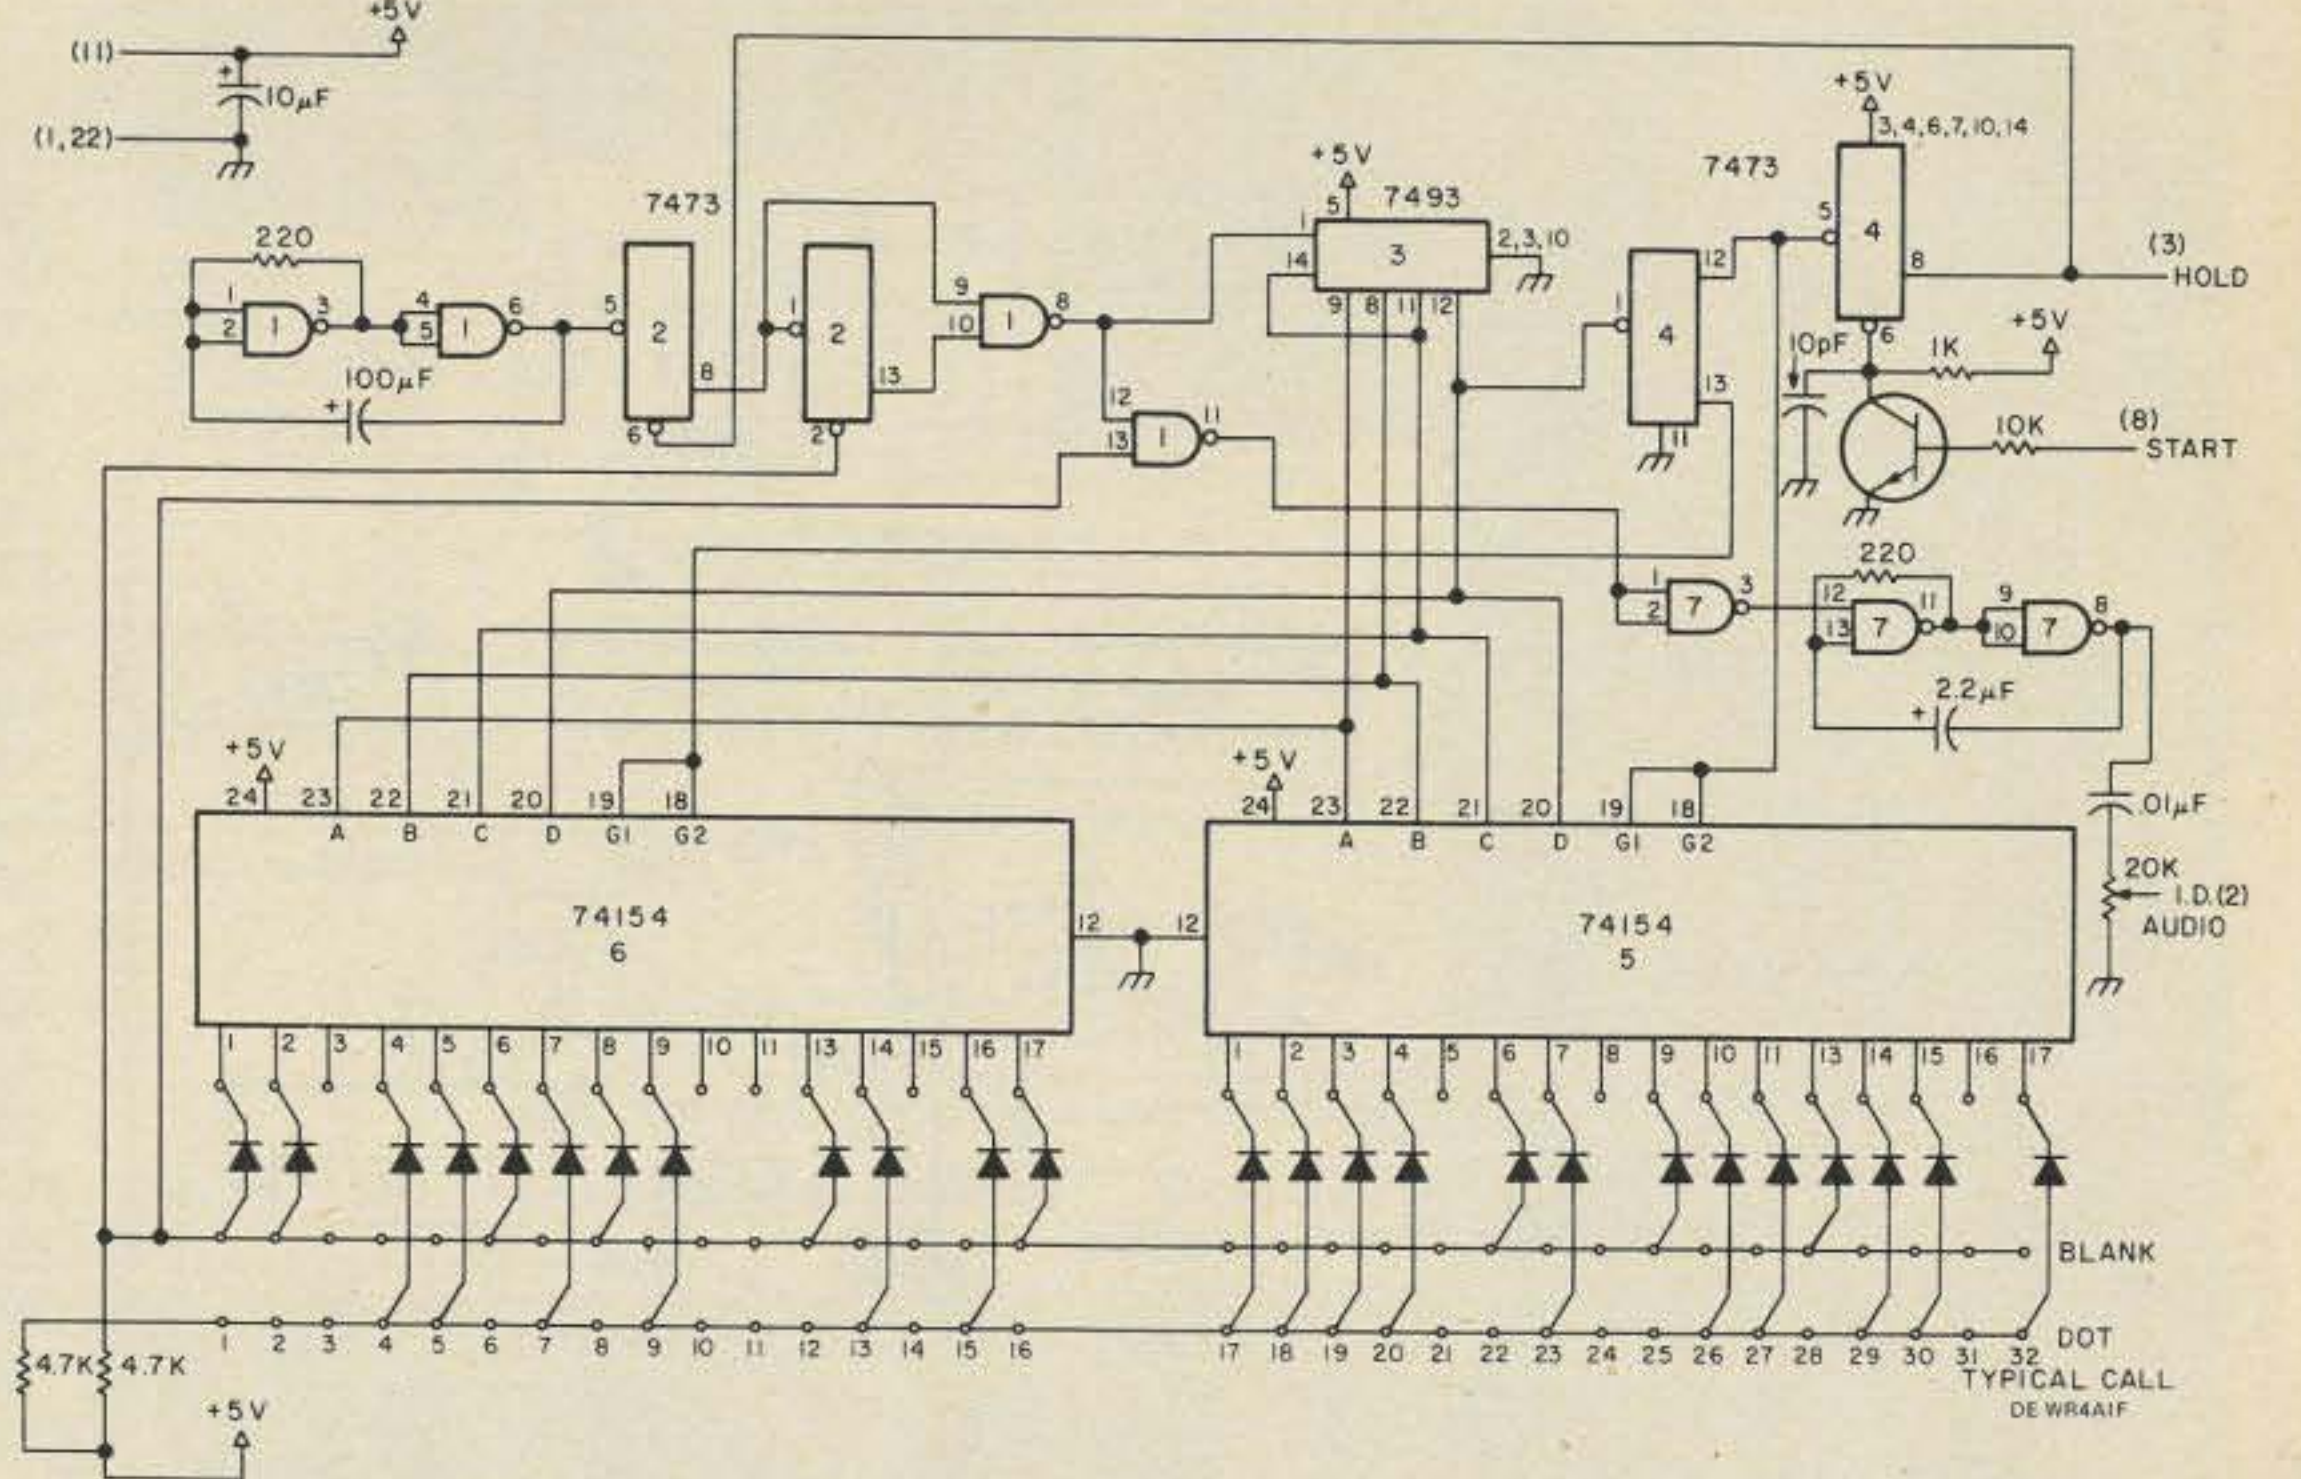 +5V
(11)
+
10µF
(1,22)
+5V
3,4,6,7,10,14
7473
5
4
8
(3)
HOLD
6
10pF
1K
+5V
10K
(8)
START
220
1
2
1
3
4
5
1
6
100µF
+
7473
5
2
8
6
1
2
13
2
9
10
1
8
12
13
1
11
+5V
5
7493
1
14
3
2,3,10
9
8
11
12
1
4
12
13
11
220
1
2
7
3
12
13
7
11
9
10
7
8
2.2µF
+
.01µF
20K
I.D.(2)
AUDIO
+5V
24
23
22
21
20
19
18
A
B
C
D
G1
G2
74154
6
12
12
+5V
24
23
22
21
20
19
18
A
B
C
D
G1
G2
74154
5
1 2 3 4 5 6 7 8 9 10 11 13 14 15 16 17
1 2 3 4 5 6 7 8 9 10 11 13 14 15 16 17
BLANK
DOT
1 2 3 4 5 6 7 8 9 10 11 12 13 14 15 16
17 18 19 20 21 22 23 24 25 26 27 28 29 30 31 32
4.7K
4.7K
+5V
TYPICAL CALL
DE WR4AIF